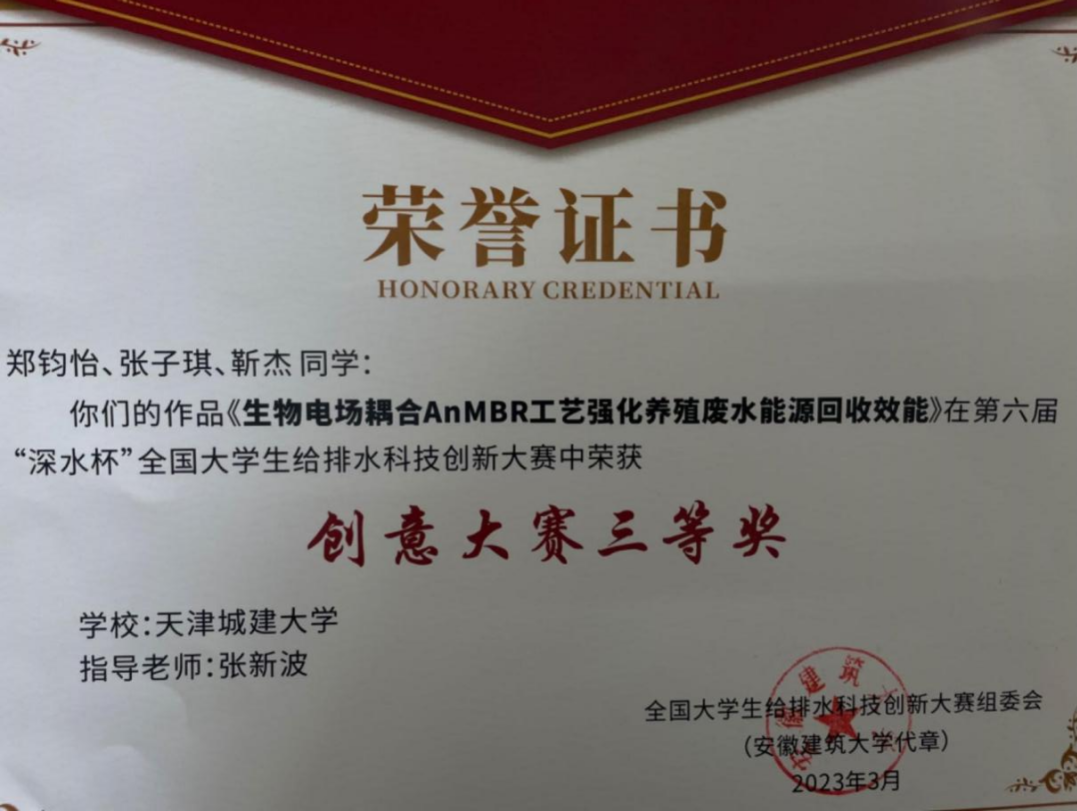 荣誉证书
HONORARY CREDENTIAL
郑钧怡、张子琪、靳杰 同学：
你们的作品《生物电场耦合AnMBR工艺强化养殖废水能源回收效能》在第六届
“深水杯”全国大学生给排水科技创新大赛中荣获
创意大赛三等奖
学校：天津城建大学
指导老师：张新波
全国大学生给排水科技创新大赛组委会
（安徽建筑大学代章）
2023年3月